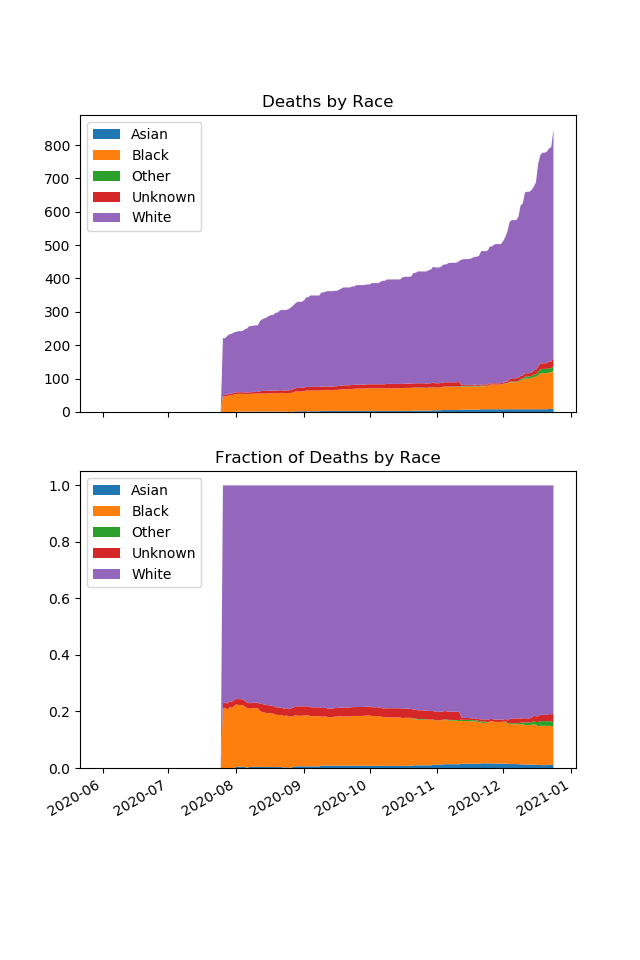 Deaths by Race
Asian
Black
Other
Unknown
White
800
700
600
500
400
300
200
100
0
Fraction of Deaths by Race
Asian
Black
Other
Unknown
White
1.0
0.8
0.6
0.4
0.2
0.0
2020-06
2020-07
2020-08
2020-09
2020-10
2020-11
2020-12
2021-01